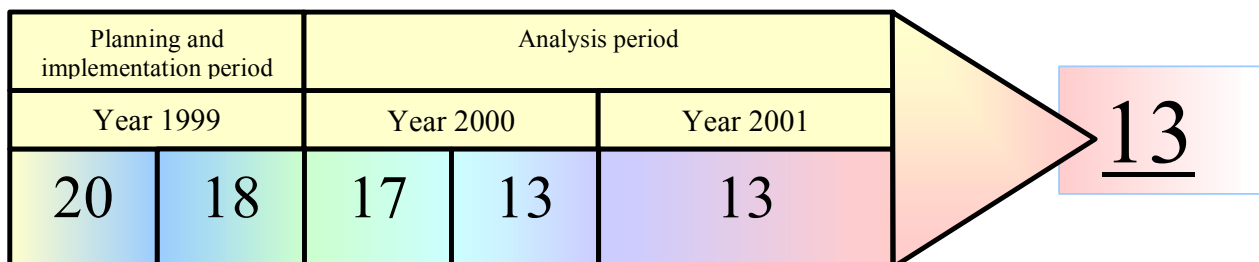 Planning and
implementation period
Analysis period
Year 1999
Year 2000
Year 2001
20
18
17
13
13
13